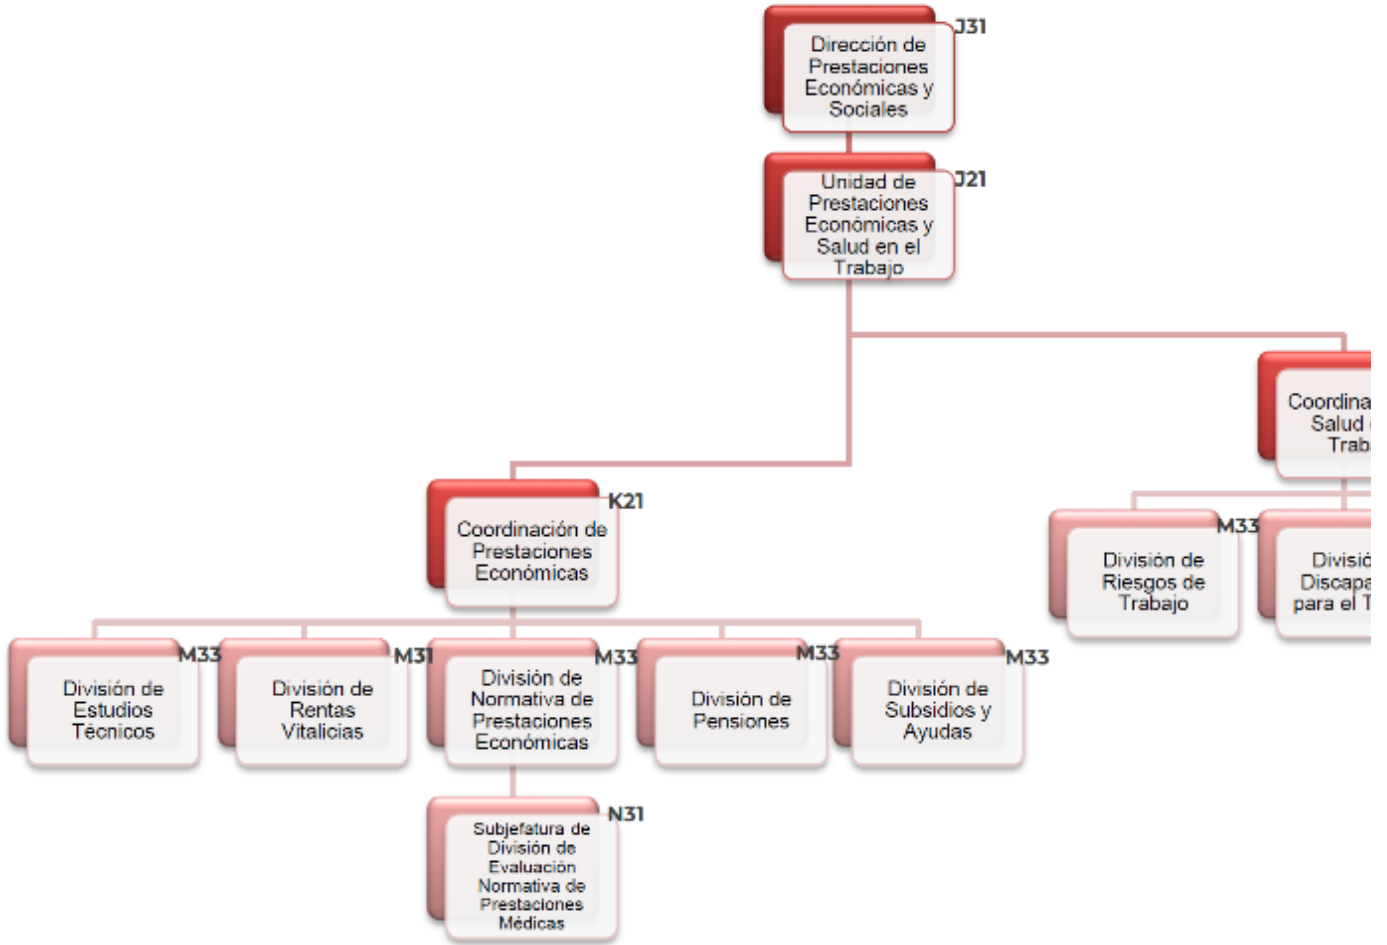 J31
Dirección de
Prestaciones
Económicas y
Sociales
J21
Unidad de
Prestaciones
Económicas y
Salud en el
Trabajo
Salud
K21
Coordinación de
Prestaciones
Económicas
M33
División de
Riesgos de
Trabajo
para el
M33
División de
Estudios
Técnicos
M31
División de
Rentas
Vitalicias
M33
División de
Normativa de
Prestaciones
Económicas
M33
División de
Pensiones
M33
División de
Subsidios y
Ayudas
N31
Subjefatura de
División de
Evaluación
Normativa de
Prestaciones
Médicas